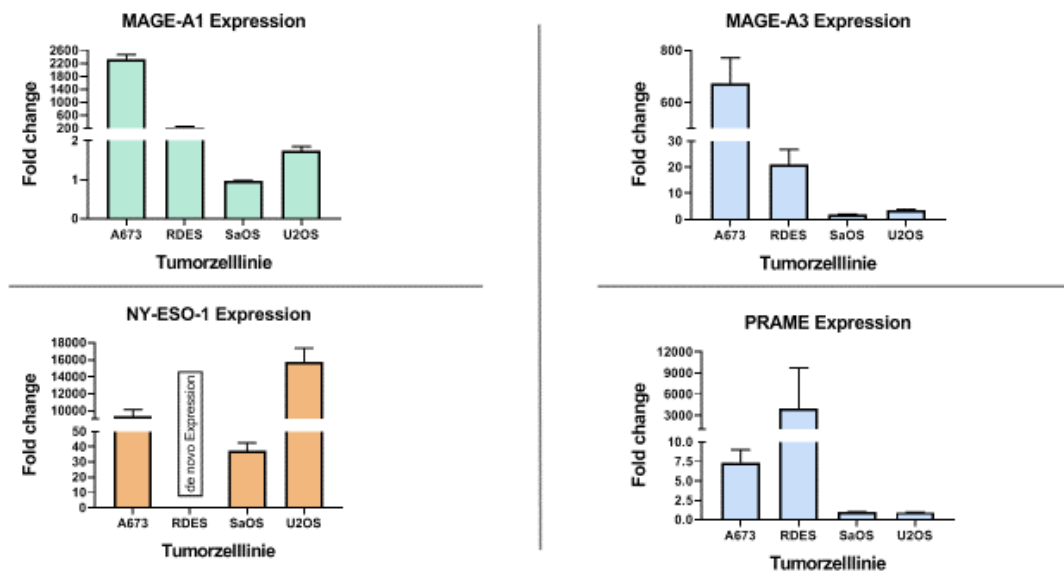 MAGE-A1 Expression
Fold change
2600
2200
1800
1400
1000
600
200
2
1
0
A673 RDES SaOS U2OS
Tumorzelllinie
MAGE-A3 Expression
Fold change
800
600
30
20
10
0
A673 RDES SaOS U2OS
Tumorzelllinie
NY-ESO-1 Expression
Fold change
18000
16000
14000
12000
10000
50
40
30
20
10
0
de novo Expression
A673 RDES SaOS U2OS
Tumorzelllinie
PRAME Expression
Fold change
12000
9000
6000
3000
10.0
7.5
5.0
2.5
0.0
A673 RDES SaOS U2OS
Tumorzelllinie